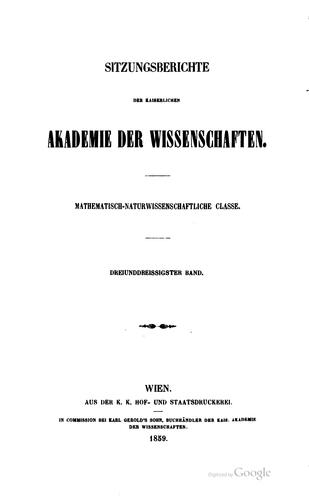 SITZUNGSBERICHTE
DER KAISERLICHEN
AKADEMIE DER WISSENSCHAFTEN.
MATHEMATISCH-NATURWISSENSCHAFTLICHE CLASSE.
DREIUNDDREISSIGSTER BAND.
WIEN.
AUS DER K. K. HOF- UND STAATSDRUCKEREI.
IN COMMISSION BEI KARL GEROLD'S SOHN, BUCHHÄNDLER DER KAIS. AKADEMIE
DER WISSENSCHAFTEN.
1859.
Digitized by Google